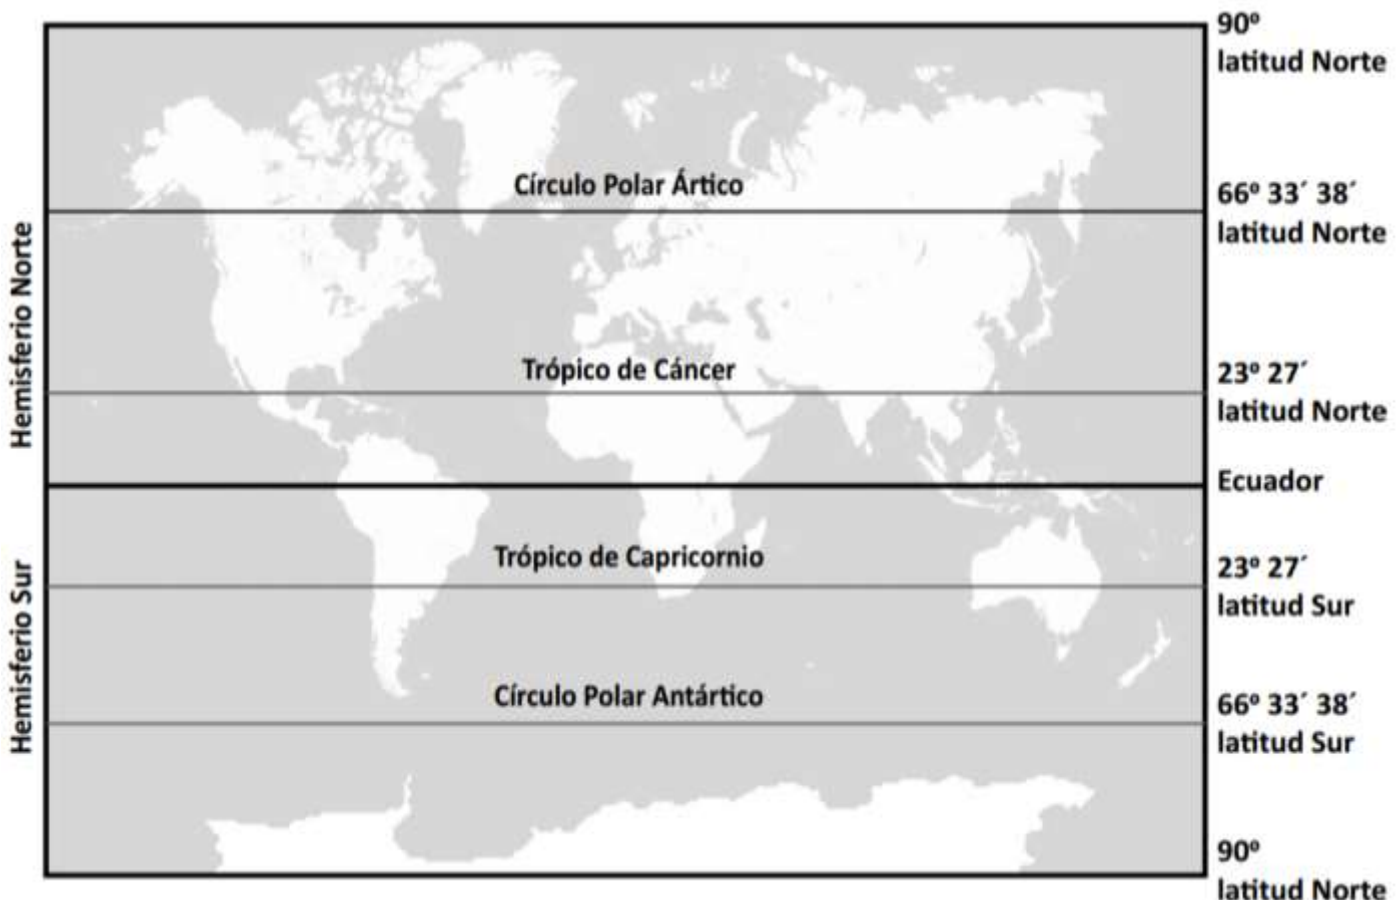 90º
latitud Norte
Círculo Polar Ártico
66º 33´ 38´
latitud Norte
Hemisferio Norte
Trópico de Cáncer
23º 27´
latitud Norte
Ecuador
Trópico de Capricornio
23º 27´
latitud Sur
Hemisferio Sur
Círculo Polar Antártico
66º 33´ 38´
latitud Sur
90º
latitud Norte